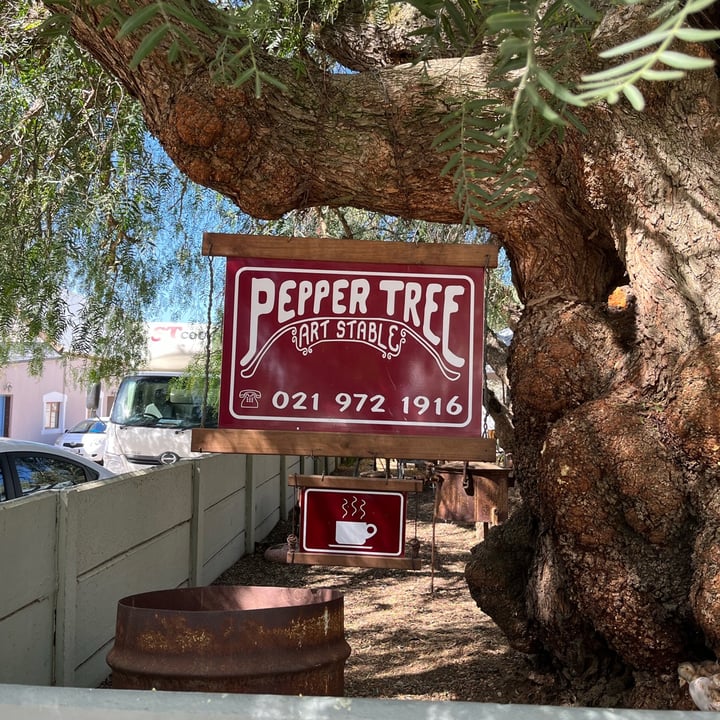 PEPPER TREE
ART STABLE
021 972 1916